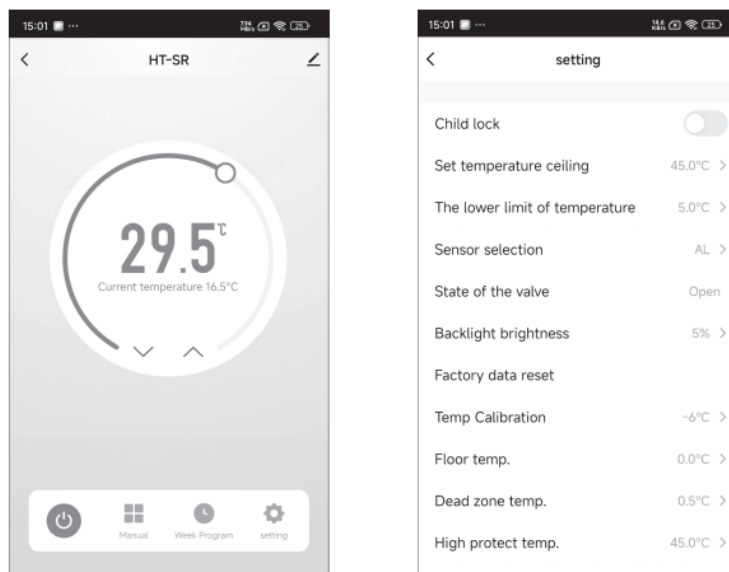 15:01 ···
HT-SR
29.5℃
Current temperature 16.5°C
Manual
Week Program
setting
15:01 ···
setting
Child lock
Set temperature ceiling 45.0°C >
The lower limit of temperature 5.0°C >
Sensor selection AL >
State of the valve Open
Backlight brightness 5% >
Factory data reset
Temp Calibration -6°C >
Floor temp. 0.0°C >
Dead zone temp. 0.5°C >
High protect temp. 45.0°C >